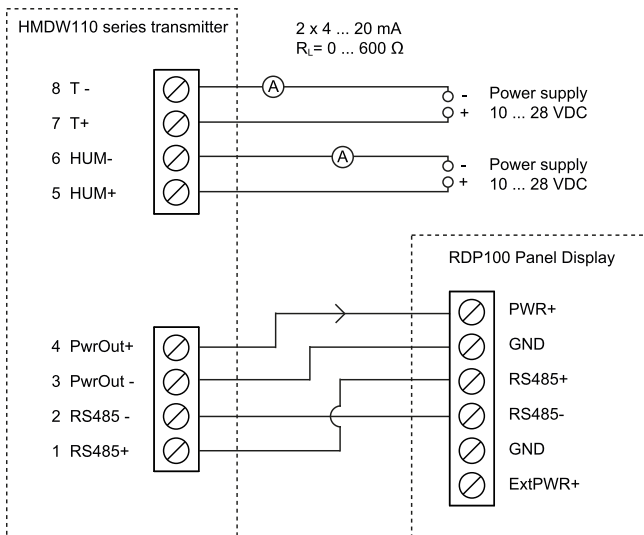 HMDW110 series transmitter
2 x 4 ... 20 mA
RL= 0 ... 600 Ω
8 T -
7 T+
6 HUM-
5 HUM+
A
- Power supply
+ 10 ... 28 VDC
A
- Power supply
+ 10 ... 28 VDC
RDP100 Panel Display
4 PwrOut+
3 PwrOut -
2 RS485 -
1 RS485+
PWR+
GND
RS485+
RS485-
GND
ExtPWR+